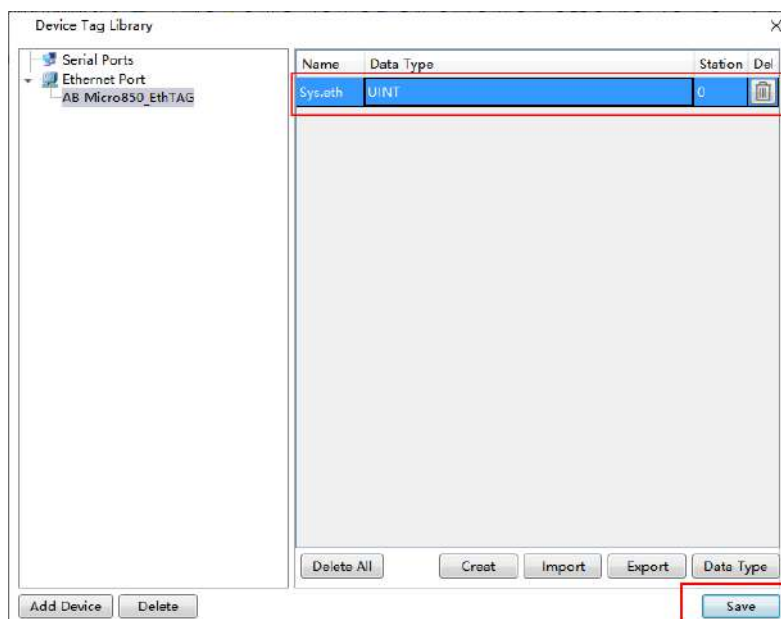 Device Tag Library
Serial Ports
Ethernet Port
AB Micro850_EthTAG
Name Data Type Station Del
Sys.eth UINT 0
Delete All Creat Import Export Data Type
Add Device Delete Save